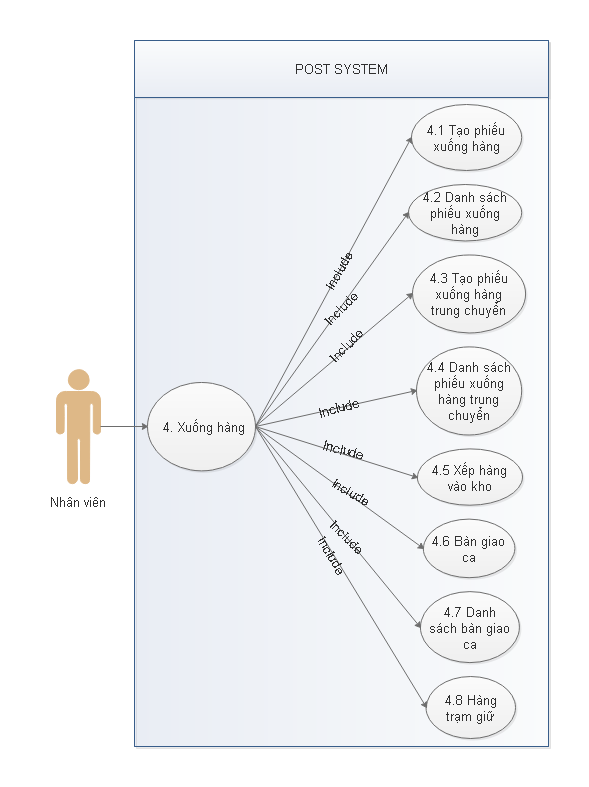 POST SYSTEM
4.1 Tạo phiếu
xuống hàng
4.2 Danh sách
phiếu xuống
hàng
Include
Include
4.3 Tạo phiếu
xuống hàng
trung chuyển
Include
4.4 Danh sách
phiếu xuống
hàng trung
chuyển
Include
4. Xuống hàng
Include
4.5 Xếp hàng
vào kho
Include
Nhân viên
Include
4.6 Bàn giao
ca
Include
4.7 Danh
sách bàn giao
ca
4.8 Hàng
trạm giữ